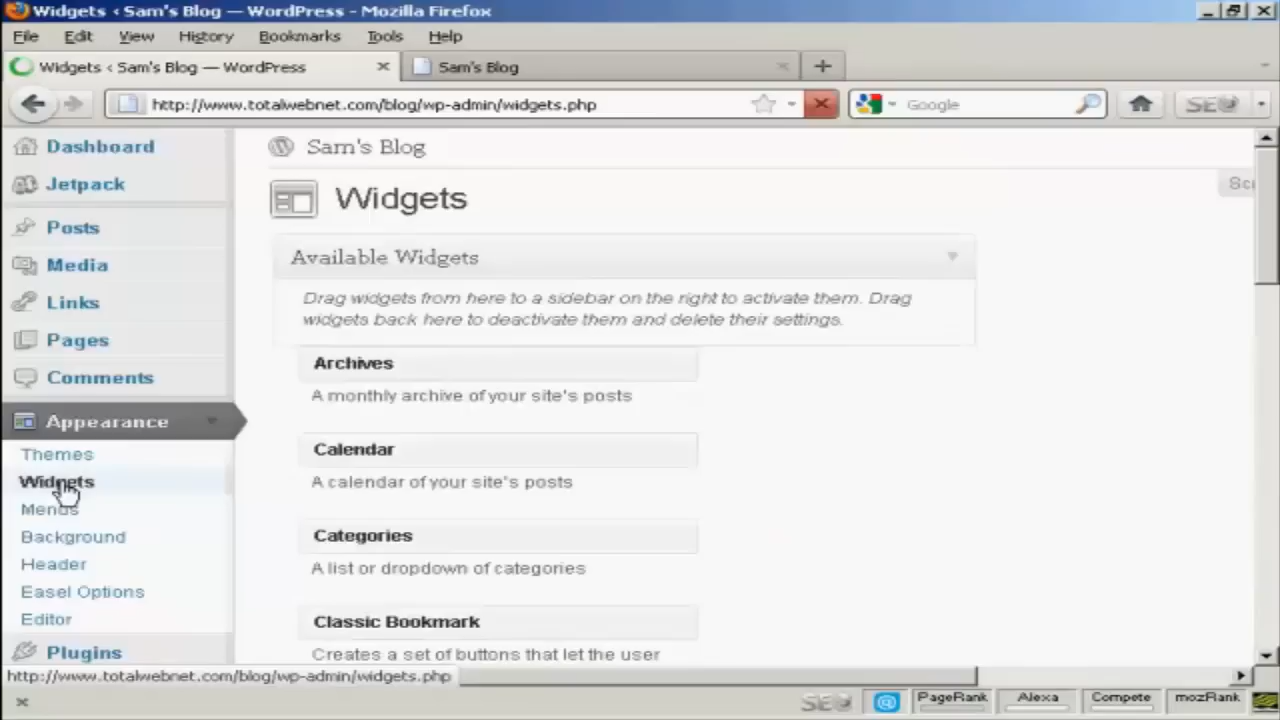 Widgets ‹ Sam's Blog — WordPress - Mozilla Firefox
File Edit View History Bookmarks Tools Help
Widgets ‹ Sam's Blog — WordPress
Sam's Blog
http://www.totalwebnet.com/blog/wp-admin/widgets.php
Google
SEO
Dashboard
Jetpack
Posts
Media
Links
Pages
Comments
Appearance
Themes
Widgets
Menus
Background
Header
Easel Options
Editor
Plugins
Sam's Blog
Widgets
Available Widgets
Drag widgets from here to a sidebar on the right to activate them. Drag
widgets back here to deactivate them and delete their settings.
Archives
A monthly archive of your site's posts
Calendar
A calendar of your site's posts
Categories
A list or dropdown of categories
Classic Bookmark
Creates a set of buttons that let the user
http://www.totalwebnet.com/blog/wp-admin/widgets.php
SEO PageRank Alexa Compete mozRank